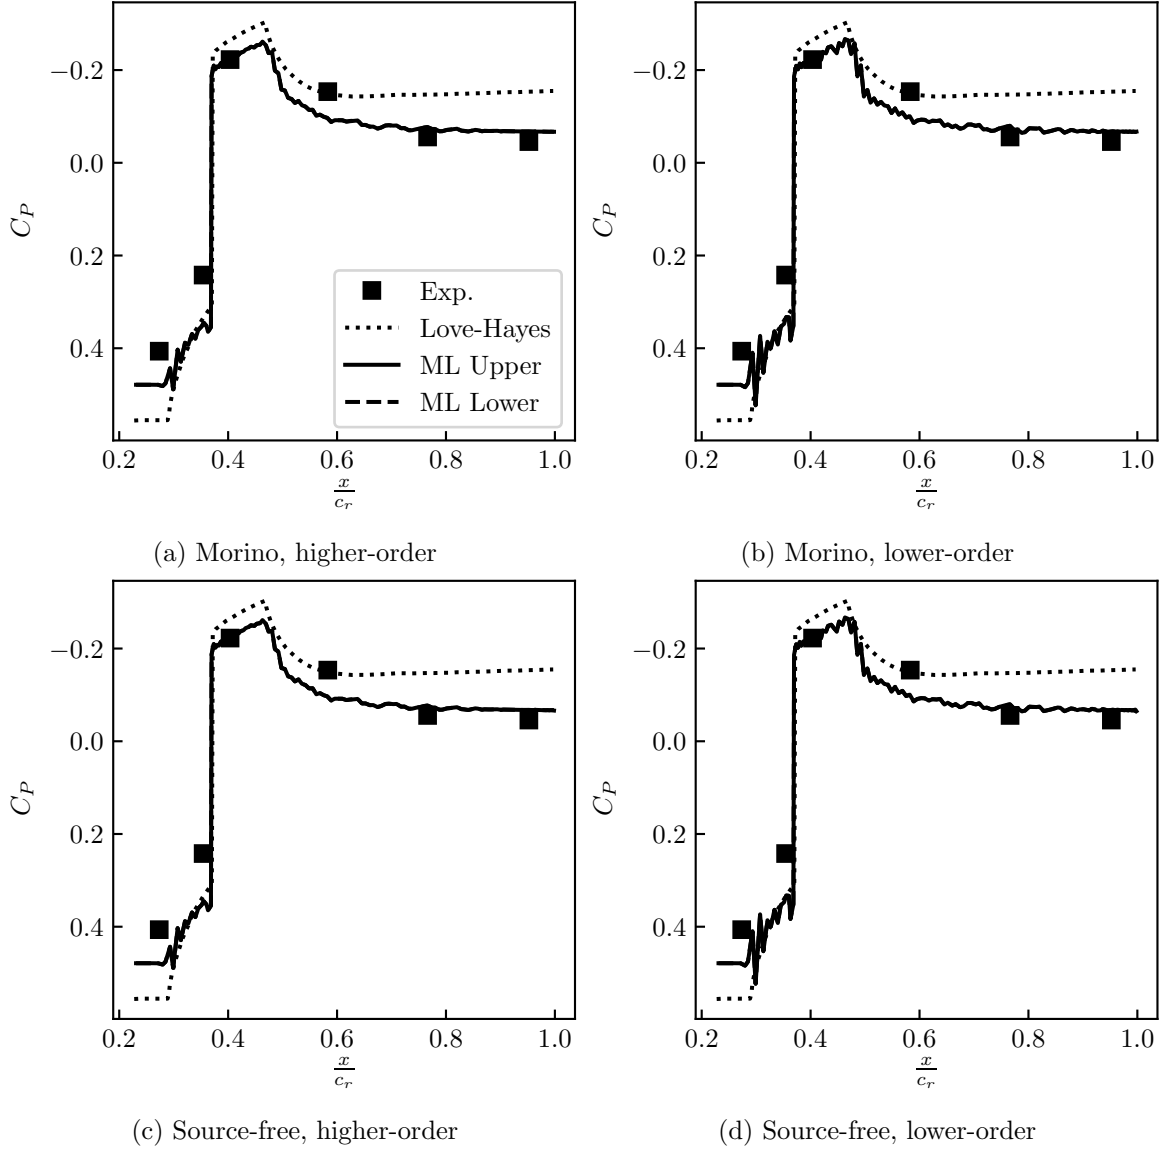 −0.2
0.0
0.2
0.4
C_P
0.2 0.4 0.6 0.8 1.0
x/c_r
Exp.
Love-Hayes
ML Upper
ML Lower
(a) Morino, higher-order
−0.2
0.0
0.2
0.4
C_P
0.2 0.4 0.6 0.8 1.0
x/c_r
(b) Morino, lower-order
−0.2
0.0
0.2
0.4
C_P
0.2 0.4 0.6 0.8 1.0
x/c_r
(c) Source-free, higher-order
−0.2
0.0
0.2
0.4
C_P
0.2 0.4 0.6 0.8 1.0
x/c_r
(d) Source-free, lower-order